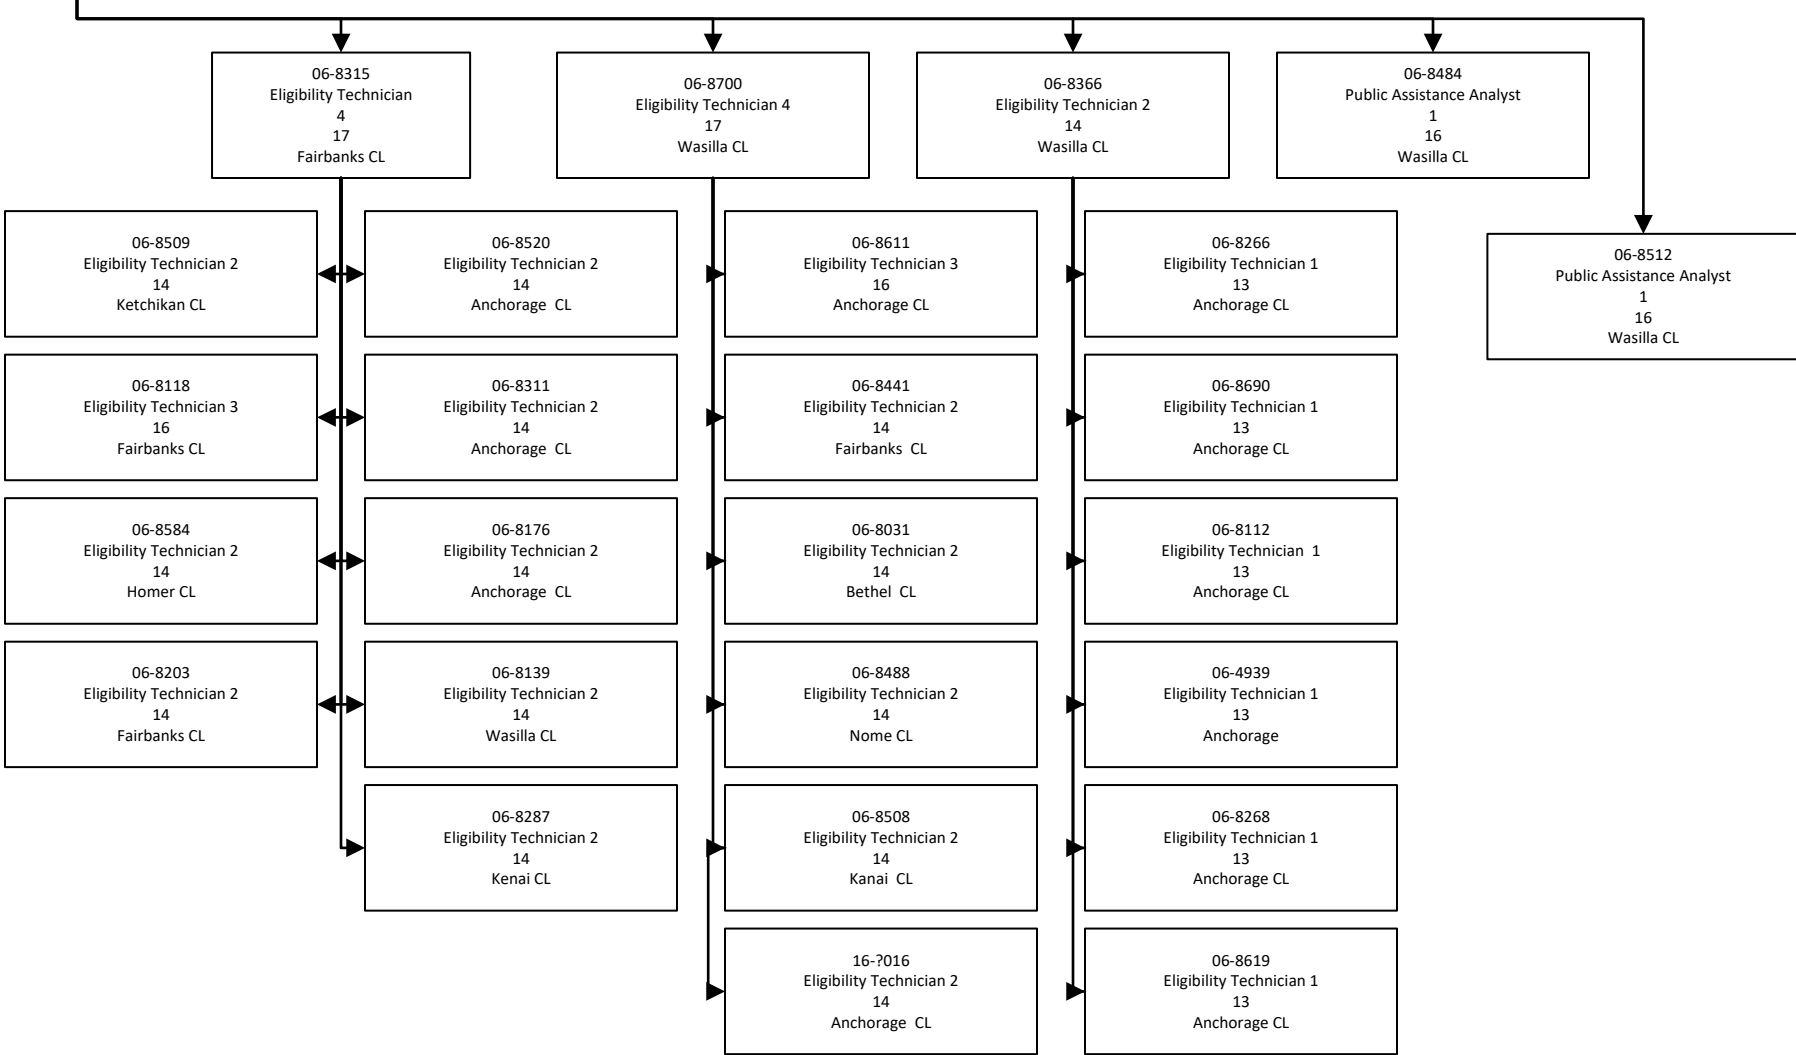 06-8315
Eligibility Technician
4
17
Fairbanks CL
06-8700
Eligibility Technician 4
17
Wasilla CL
06-8366
Eligibility Technician 2
14
Wasilla CL
06-8484
Public Assistance Analyst
1
16
Wasilla CL
06-8512
Public Assistance Analyst
1
16
Wasilla CL
06-8509
Eligibility Technician 2
14
Ketchikan CL
06-8520
Eligibility Technician 2
14
Anchorage  CL
06-8611
Eligibility Technician 3
16
Anchorage CL
06-8266
Eligibility Technician 1
13
Anchorage CL
06-8118
Eligibility Technician 3
16
Fairbanks CL
06-8311
Eligibility Technician 2
14
Anchorage  CL
06-8441
Eligibility Technician 2
14
Fairbanks  CL
06-8690
Eligibility Technician 1
13
Anchorage CL
06-8584
Eligibility Technician 2
14
Homer CL
06-8176
Eligibility Technician 2
14
Anchorage  CL
06-8031
Eligibility Technician 2
14
Bethel  CL
06-8112
Eligibility Technician  1
13
Anchorage CL
06-8203
Eligibility Technician 2
14
Fairbanks CL
06-8139
Eligibility Technician 2
14
Wasilla CL
06-8488
Eligibility Technician 2
14
Nome CL
06-4939
Eligibility Technician 1
13
Anchorage
06-8287
Eligibility Technician 2
14
Kenai CL
06-8508
Eligibility Technician 2
14
Kanai  CL
06-8268
Eligibility Technician 1
13
Anchorage CL
16-?016
Eligibility Technician 2
14
Anchorage  CL
06-8619
Eligibility Technician 1
13
Anchorage CL